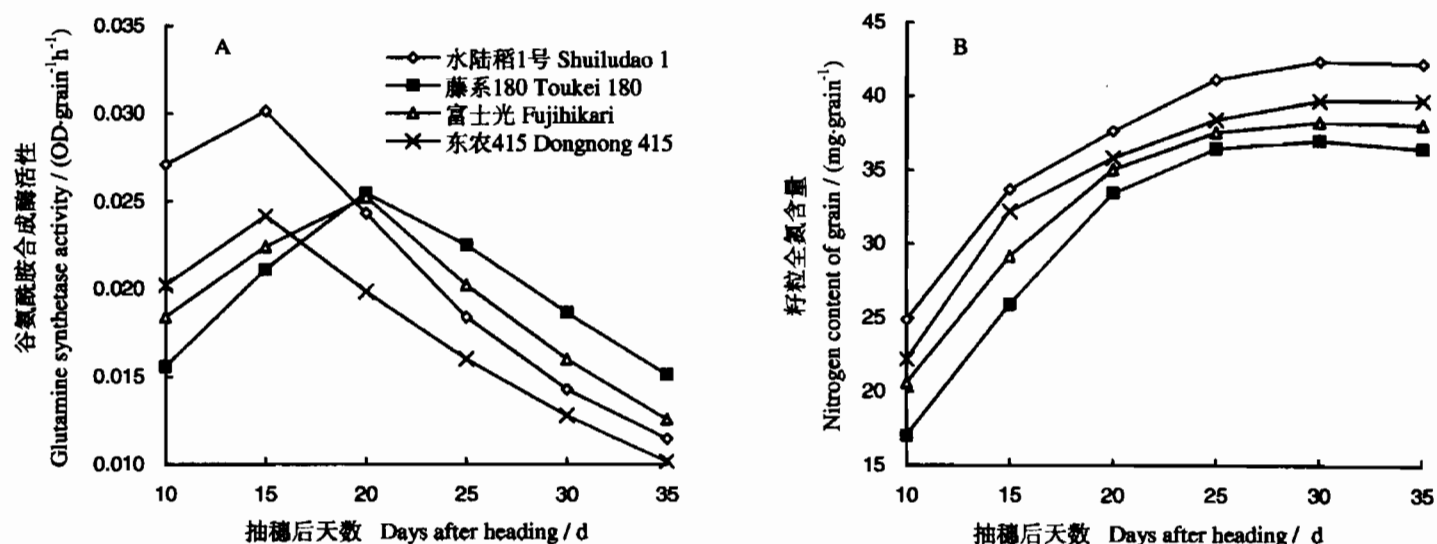 A
水陆稻1号 Shuiludao 1
藤系180 Toukei 180
富士光 Fujihikari
东农415 Dongnong 415
谷氨酰胺合成酶活性
Glutamine synthetase activity / (OD·grain⁻¹h⁻¹)
0.035
0.030
0.025
0.020
0.015
0.010
10 15 20 25 30 35
抽穗后天数 Days after heading / d
B
籽粒全氮含量
Nitrogen content of grain / (mg·grain⁻¹)
45
40
35
30
25
20
15
10 15 20 25 30 35
抽穗后天数 Days after heading / d